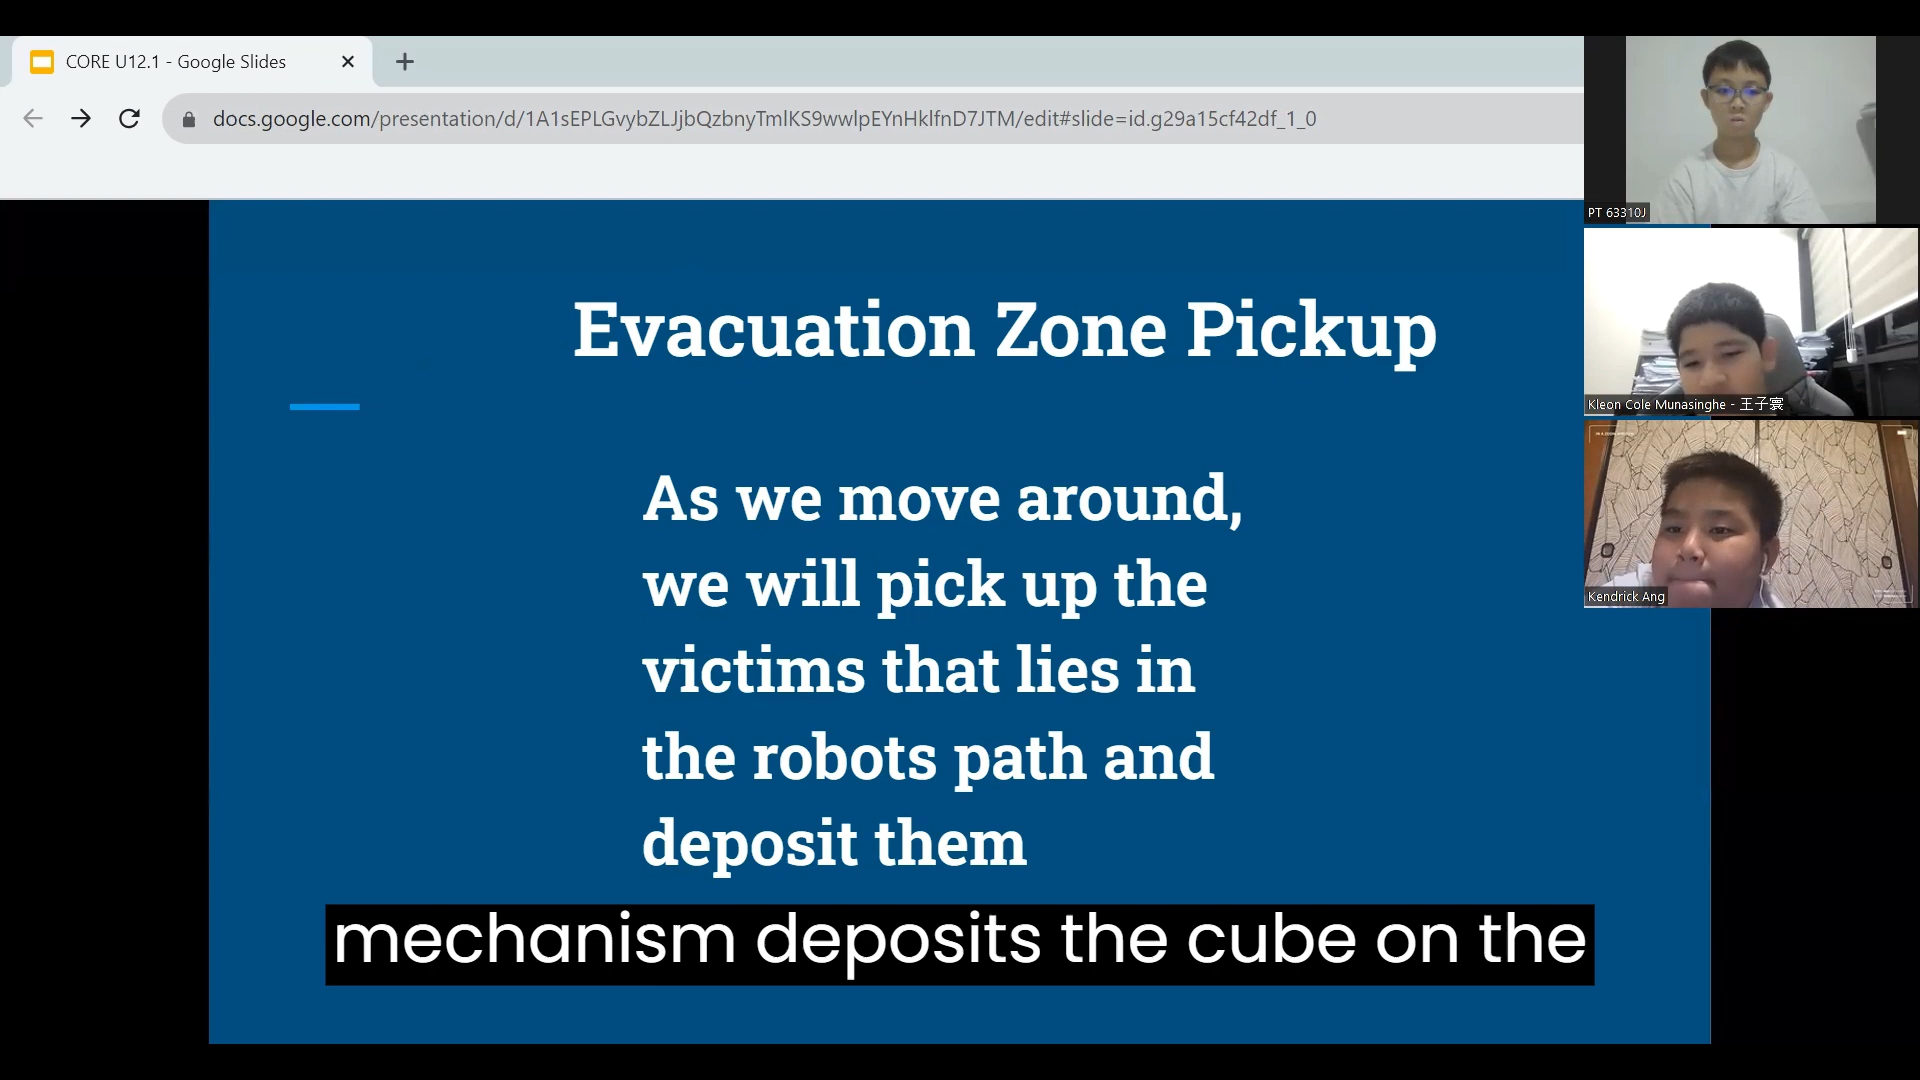 CORE U12.1 - Google Slides
docs.google.com/presentation/d/1A1sEPLGvybZLJjbQzbnyTmlKS9wwlpEYnHklfnD7JTM/edit#slide=id.g29a15cf42df_1_0
PT 63310J
Kleon Cole Munasinghe - 王子寰
Kendrick Ang
Evacuation Zone Pickup
As we move around,
we will pick up the
victims that lies in
the robots path and
deposit them
mechanism deposits the cube on the